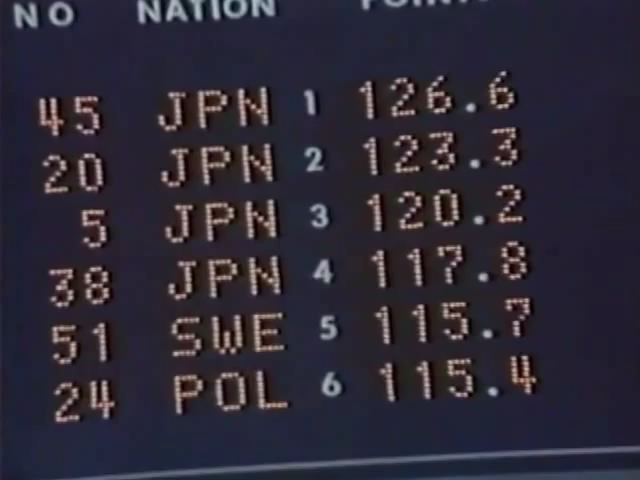 NO NATION POINTS
45 JPN 1 126.6
20 JPN 2 123.3
5 JPN 3 120.2
38 JPN 4 117.8
51 SWE 5 115.7
24 POL 6 115.4